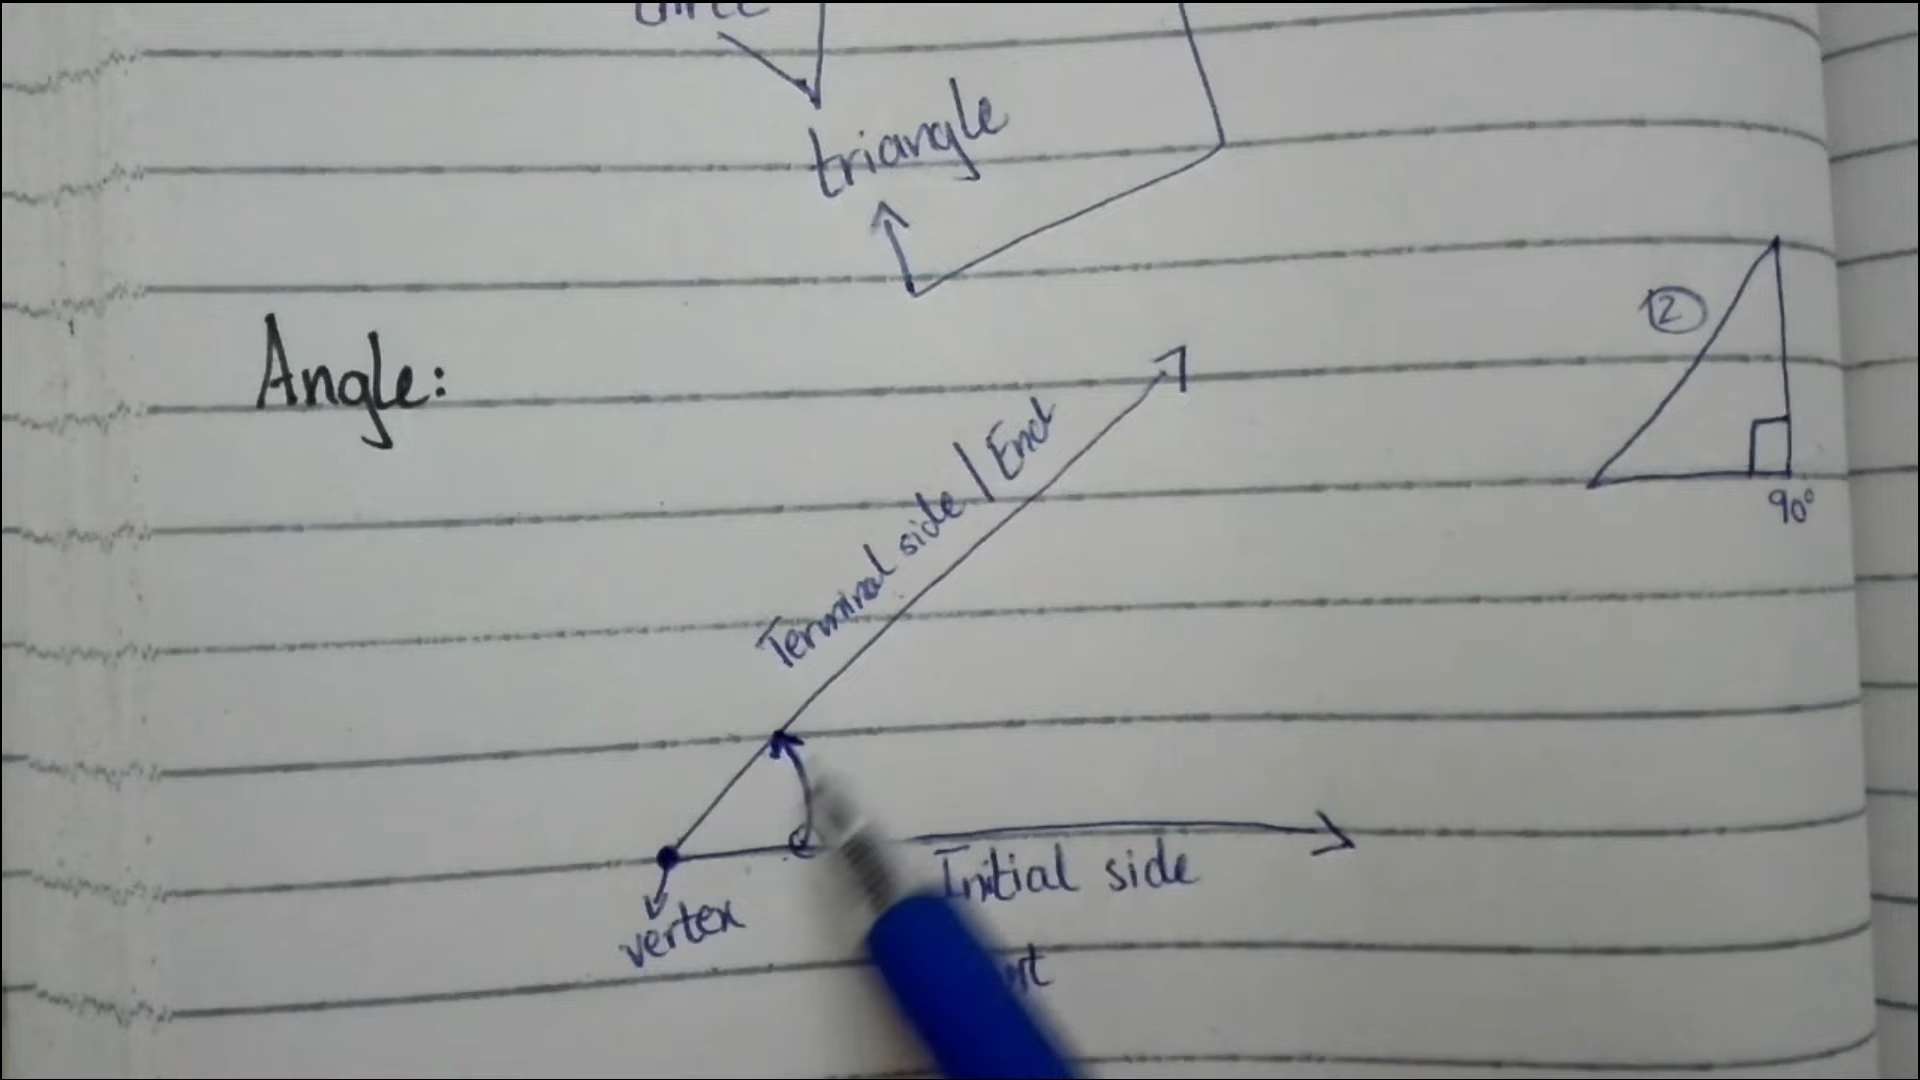 triangle
②
Angle:
90°
Terminal side / End
Initial side
vertex